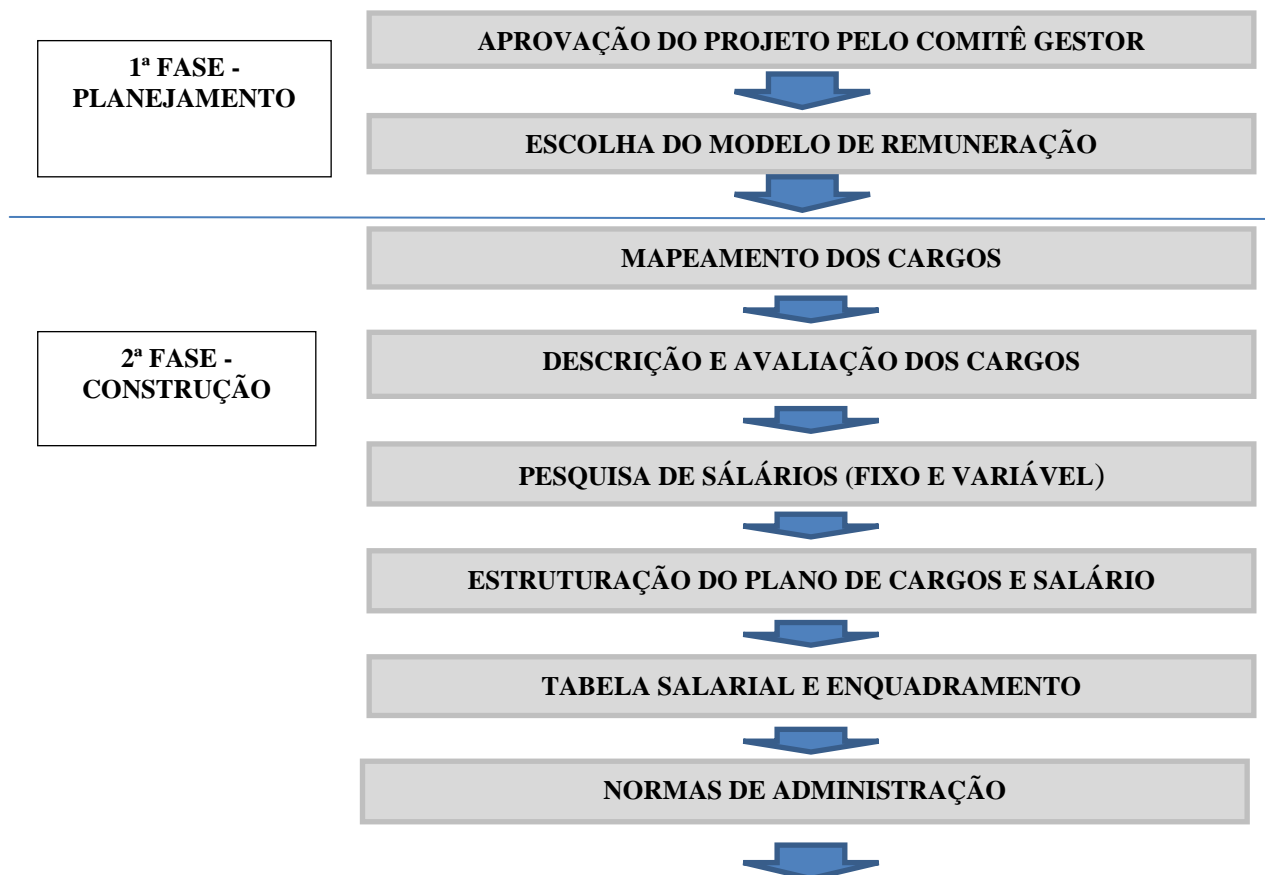 1ª FASE -
PLANEJAMENTO
APROVAÇÃO DO PROJETO PELO COMITÊ GESTOR
ESCOLHA DO MODELO DE REMUNERAÇÃO
MAPEAMENTO DOS CARGOS
2ª FASE -
CONSTRUÇÃO
DESCRIÇÃO E AVALIAÇÃO DOS CARGOS
PESQUISA DE SÁLÁRIOS (FIXO E VARIÁVEL)
ESTRUTURAÇÃO DO PLANO DE CARGOS E SALÁRIO
TABELA SALARIAL E ENQUADRAMENTO
NORMAS DE ADMINISTRAÇÃO